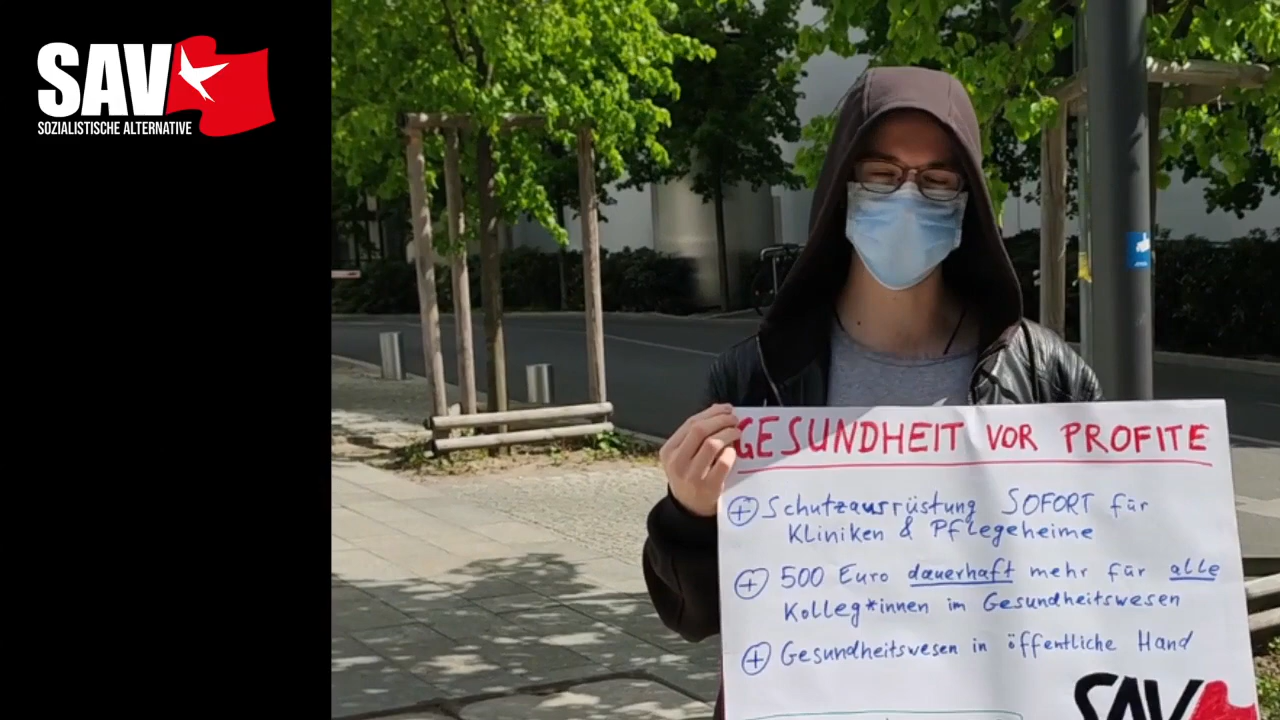 SAV
SOZIALISTISCHE ALTERNATIVE
GESUNDHEIT VOR PROFITE
+ Schutzausrüstung SOFORT für
Kliniken & Pflegeheime
+ 500 Euro dauerhaft mehr für alle
Kolleg*innen im Gesundheitswesen
+ Gesundheitswesen in öffentliche Hand
SAV